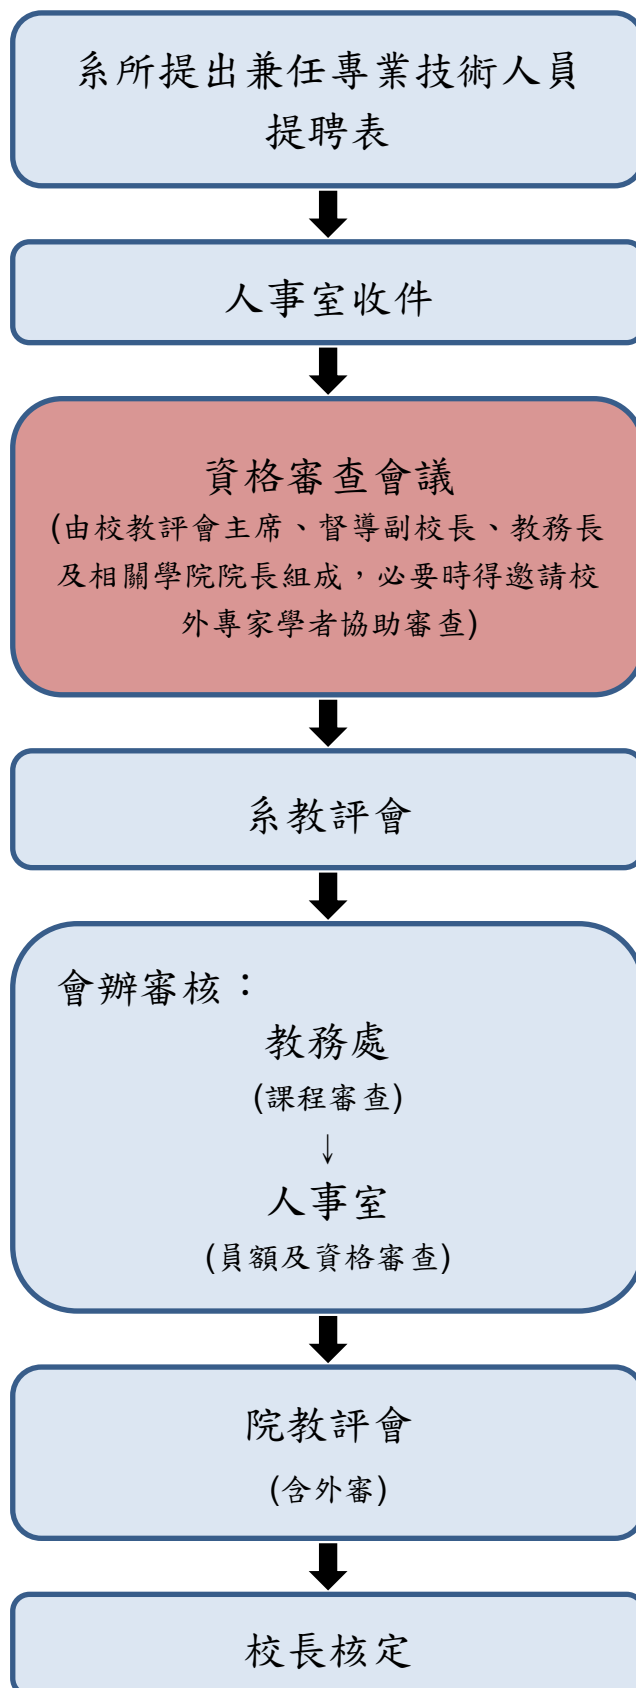 系所提出兼任專業技術人員
提聘表
人事室收件
資格審查會議
(由校教評會主席、督導副校長、教務長
及相關學院院長組成，必要時得邀請校
外專家學者協助審查)
系教評會
會辦審核：
教務處
(課程審查)
↓
人事室
(員額及資格審查)
院教評會
(含外審)
校長核定